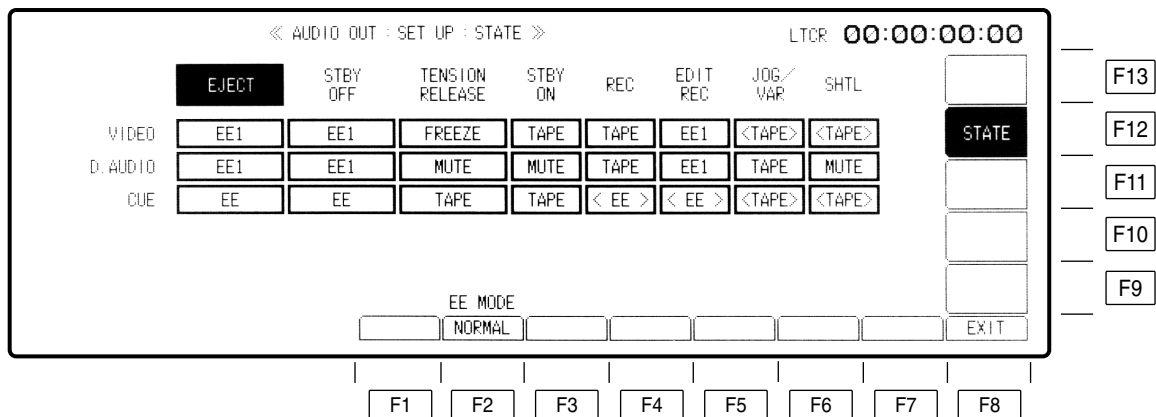 ≪ AUDIO OUT : SET UP : STATE ≫ LTCR 00:00:00:00
EJECT STBY OFF TENSION RELEASE STBY ON REC EDIT REC JOG/VAR SHTL F13
VIDEO EE1 EE1 FREEZE TAPE TAPE EE1 <TAPE> <TAPE> STATE F12
D.AUDIO EE1 EE1 MUTE MUTE TAPE EE1 TAPE MUTE F11
CUE EE EE TAPE TAPE < EE > < EE > <TAPE> <TAPE>
F10
F9
EE MODE
NORMAL EXIT
F1 F2 F3 F4 F5 F6 F7 F8